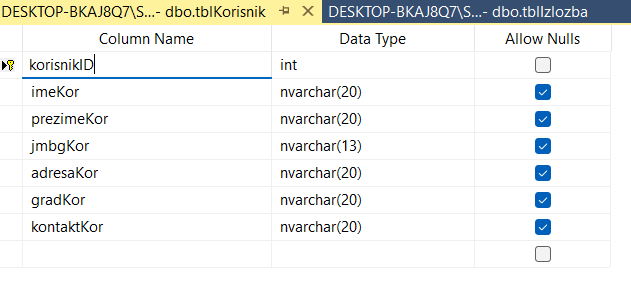 DESKTOP-BKAJ8Q7\S...- dbo.tblKorisnik DESKTOP-BKAJ8Q7\S...- dbo.tblIzlozba
Column Name Data Type Allow Nulls
korisnikID int
imeKor nvarchar(20)
prezimeKor nvarchar(20)
jmbgKor nvarchar(13)
adresaKor nvarchar(20)
gradKor nvarchar(20)
kontaktKor nvarchar(20)